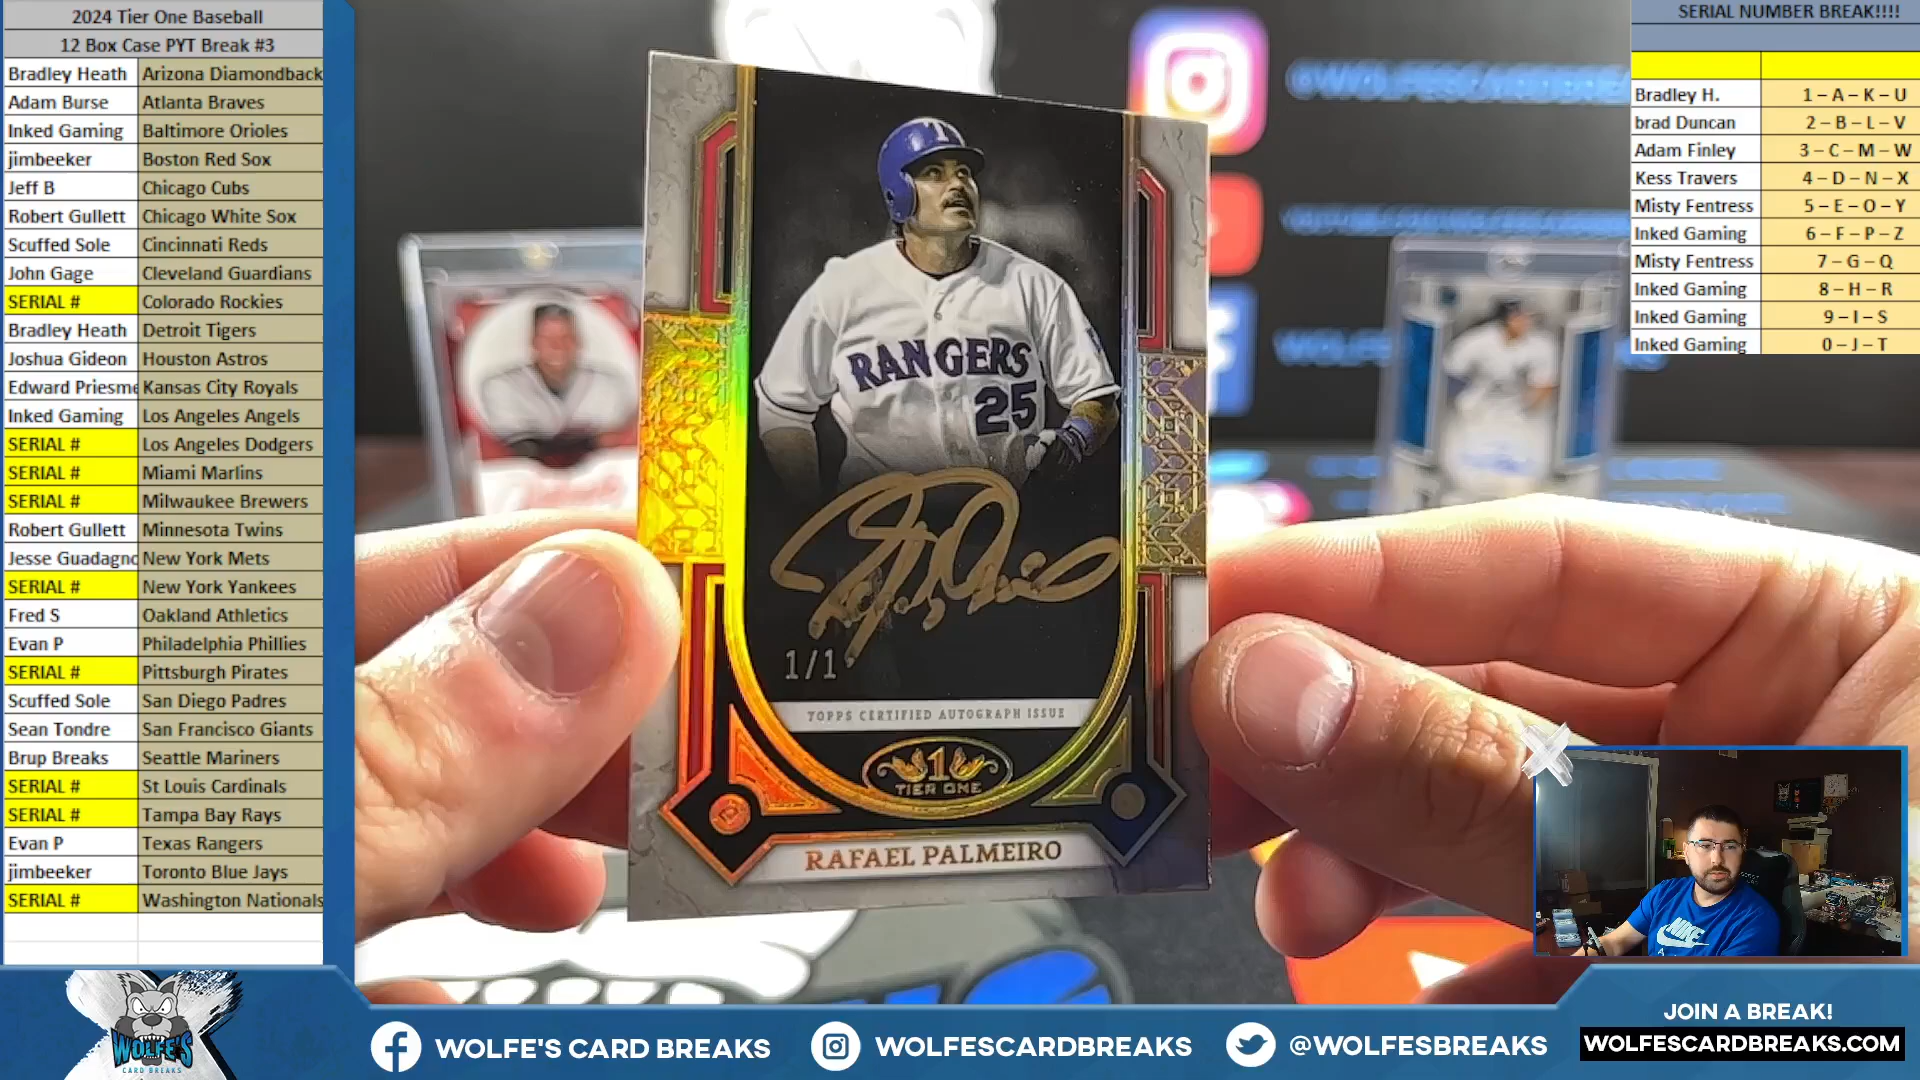 2024 Tier One Baseball
12 Box Case PYT Break #3
Bradley Heath Arizona Diamondback
Adam Burse Atlanta Braves
Inked Gaming Baltimore Orioles
jimbeeker Boston Red Sox
Jeff B Chicago Cubs
Robert Gullett Chicago White Sox
Scuffed Sole Cincinnati Reds
John Gage Cleveland Guardians
SERIAL # Colorado Rockies
Bradley Heath Detroit Tigers
Joshua Gideon Houston Astros
Edward Priesme Kansas City Royals
Inked Gaming Los Angeles Angels
SERIAL # Los Angeles Dodgers
SERIAL # Miami Marlins
SERIAL # Milwaukee Brewers
Robert Gullett Minnesota Twins
Jesse Guadagno New York Mets
SERIAL # New York Yankees
Fred S Oakland Athletics
Evan P Philadelphia Phillies
SERIAL # Pittsburgh Pirates
Scuffed Sole San Diego Padres
Sean Tondre San Francisco Giants
Brup Breaks Seattle Mariners
SERIAL # St Louis Cardinals
SERIAL # Tampa Bay Rays
Evan P Texas Rangers
jimbeeker Toronto Blue Jays
SERIAL # Washington Nationals
@WOLFESCARDBREA
T
RANGERS
25
1/1
TOPPS CERTIFIED AUTOGRAPH ISSUE
1
TIER ONE
RAFAEL PALMEIRO
SERIAL NUMBER BREAK!!!!
Bradley H. 1 – A – K – U
brad Duncan 2 – B – L – V
Adam Finley 3 – C – M – W
Kess Travers 4 – D – N – X
Misty Fentress 5 – E – O – Y
Inked Gaming 6 – F – P – Z
Misty Fentress 7 – G – Q
Inked Gaming 8 – H – R
Inked Gaming 9 – I – S
Inked Gaming 0 – J – T
NIKE
WOLFE'S
CARD BREAKS
WOLFE'S CARD BREAKS
WOLFESCARDBREAKS
@WOLFESBREAKS
JOIN A BREAK!
WOLFESCARDBREAKS.COM